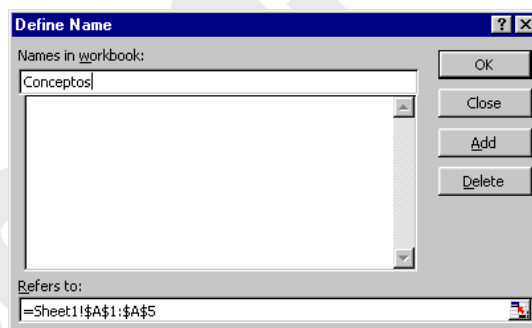 Define Name
Names in workbook:
OK
Conceptos
Close
Add
Delete
Refers to:
=Sheet1!$A$1:$A$5